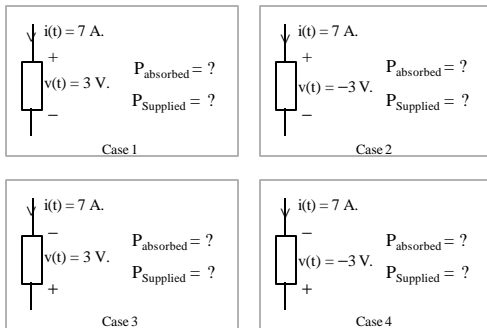 i(t) = 7 A.
+
v(t) = 3 V.
−
P_absorbed = ?
P_Supplied = ?
Case 1
i(t) = 7 A.
+
v(t) = −3 V.
−
P_absorbed = ?
P_Supplied = ?
Case 2
i(t) = 7 A.
−
v(t) = 3 V.
+
P_absorbed = ?
P_Supplied = ?
Case 3
i(t) = 7 A.
−
v(t) = −3 V.
+
P_absorbed = ?
P_Supplied = ?
Case 4